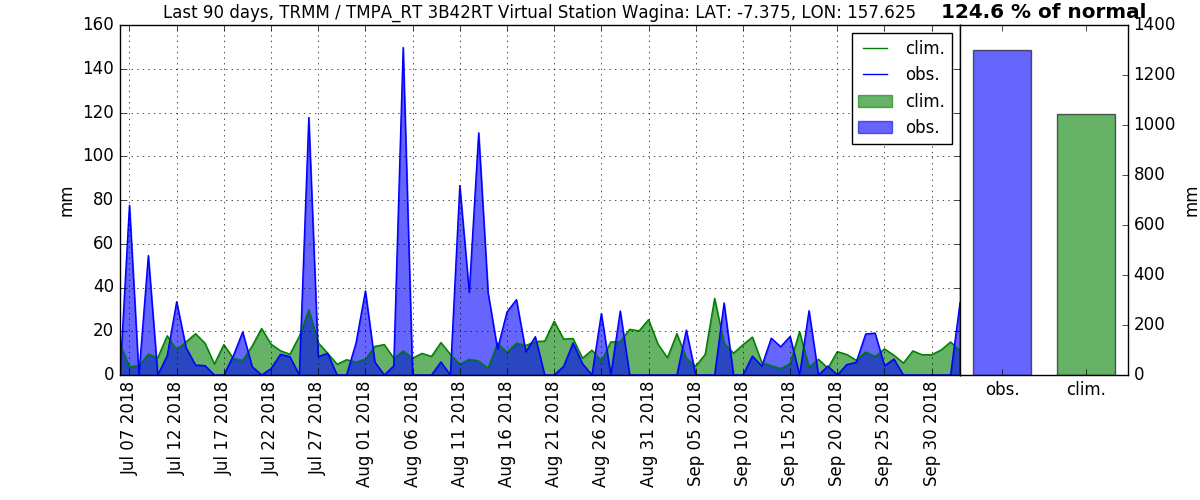 Last 90 days, TRMM / TMPA_RT 3B42RT Virtual Station Wagina: LAT: -7.375, LON: 157.625
124.6 % of normal
160
140
120
100
80
60
40
20
0
mm
clim.
obs.
clim.
obs.
1400
1200
1000
800
600
400
200
0
mm
Jul 07 2018
Jul 12 2018
Jul 17 2018
Jul 22 2018
Jul 27 2018
Aug 01 2018
Aug 06 2018
Aug 11 2018
Aug 16 2018
Aug 21 2018
Aug 26 2018
Aug 31 2018
Sep 05 2018
Sep 10 2018
Sep 15 2018
Sep 20 2018
Sep 25 2018
Sep 30 2018
obs.
clim.